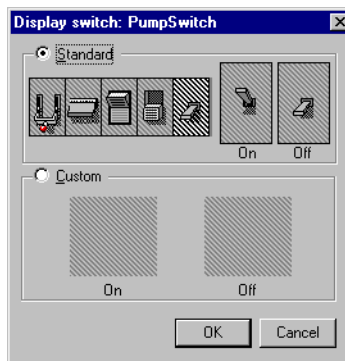 Display switch: PumpSwitch
Standard
On Off
Custom
On Off
OK Cancel